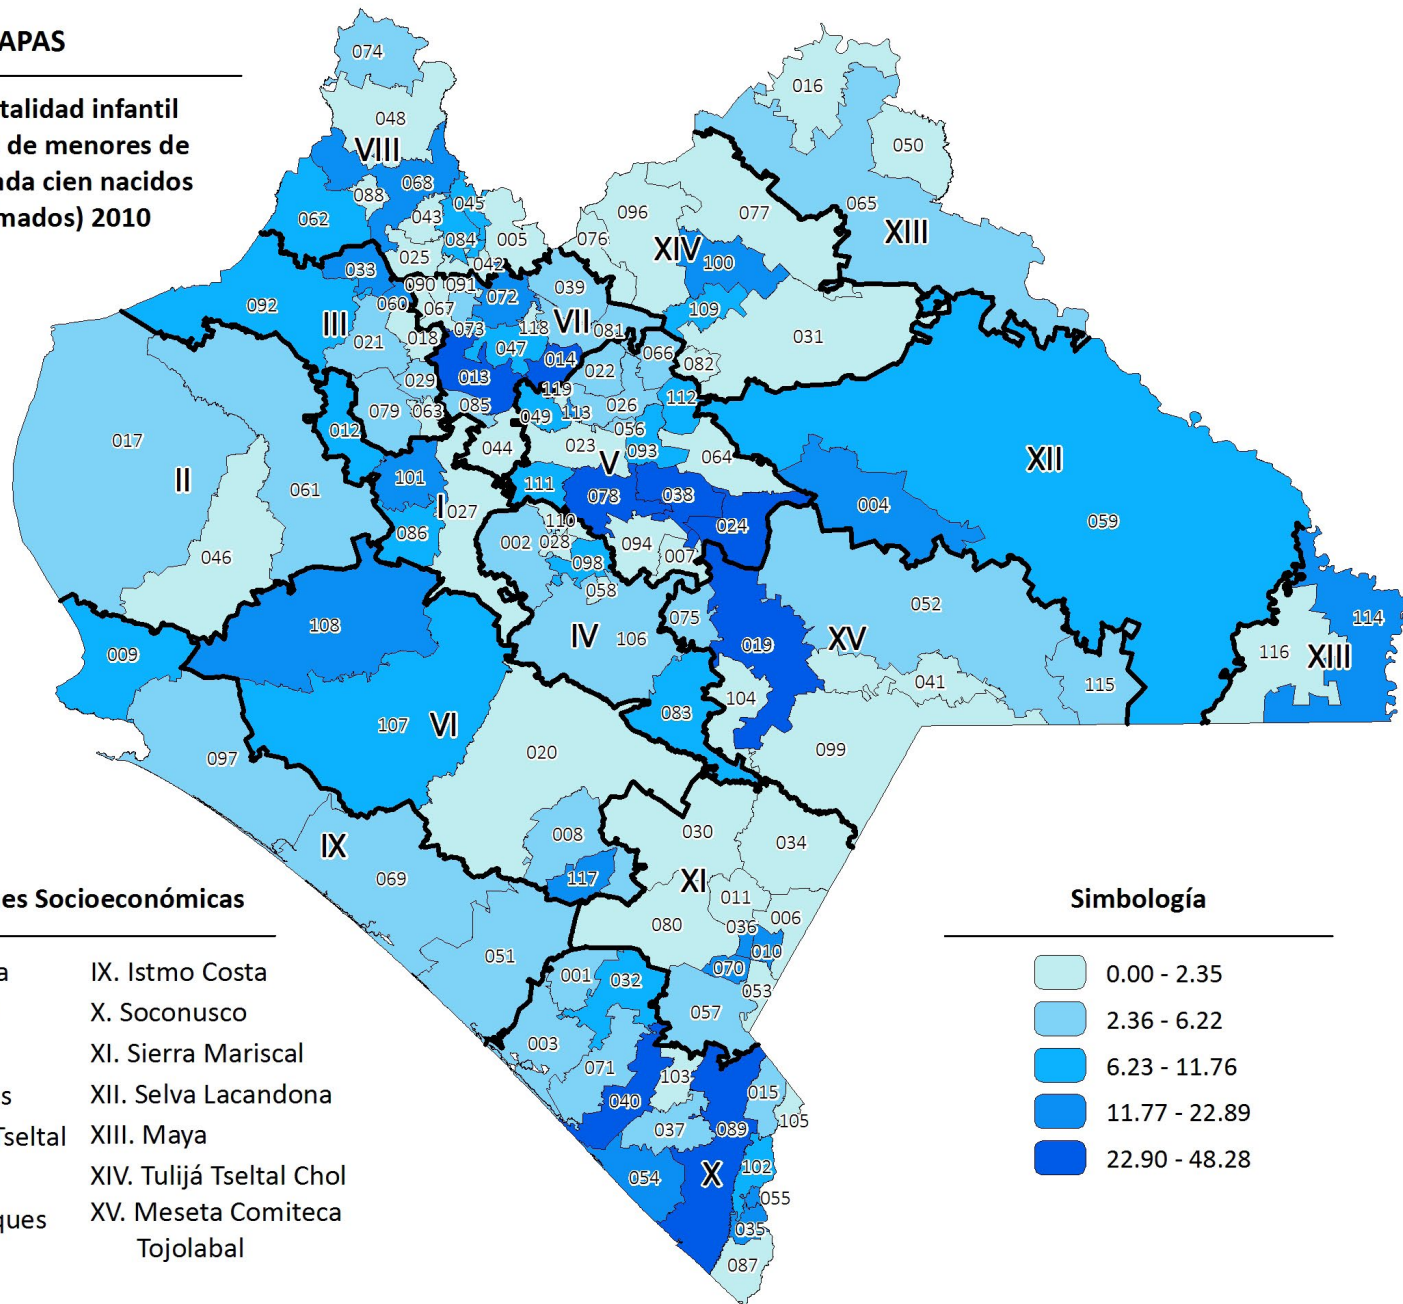 APAS
talidad infantil
de menores de
ada cien nacidos
mados) 2010
074
016
048
VIII
050
088
068
045
062
043
084
005
096
077
065
XIII
025
042
076
XIV
100
033
090
091
039
092
060
067
072
109
III
073
118
VII
081
031
021
018
047
014
066
082
013
022
029
119
112
079
063
085
049
113
026
012
056
017
044
023
V
093
064
XII
II
061
101
111
078
038
004
I
027
024
059
086
110
046
002
028
094
007
098
058
052
108
075
114
IV
106
019
XV
116
XIII
009
041
115
104
107
VI
083
097
020
099
IX
008
030
034
069
117
XI
011
006
080
036
010
051
070
001
032
053
057
003
071
103
015
040
105
037
089
X
102
054
055
035
087
es Socioeconómicas
a
IX. Istmo Costa
X. Soconusco
XI. Sierra Mariscal
s
XII. Selva Lacandona
Tseltal
XIII. Maya
XIV. Tulijá Tseltal Chol
ques
XV. Meseta Comiteca
Tojolabal
Simbología
0.00 - 2.35
2.36 - 6.22
6.23 - 11.76
11.77 - 22.89
22.90 - 48.28